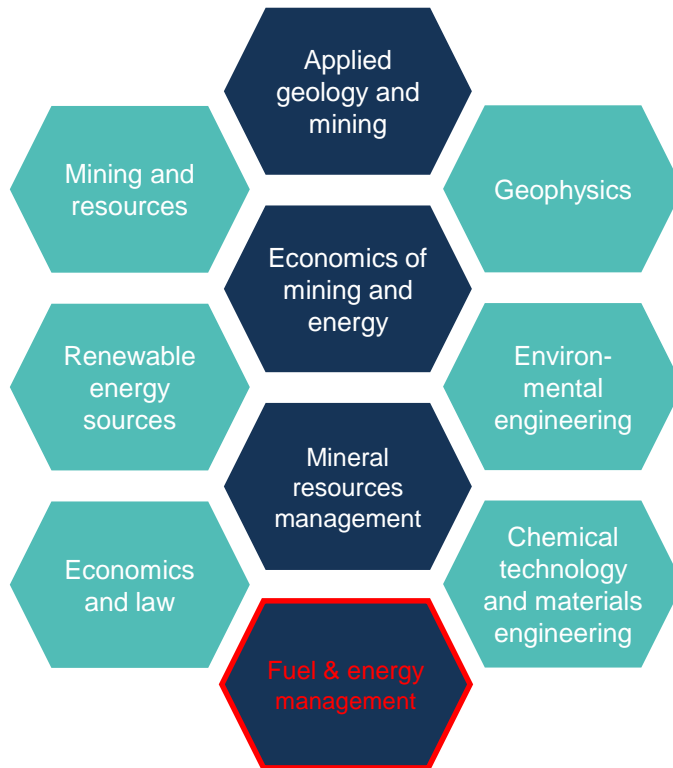 Applied
geology and
mining
Mining and
resources
Geophysics
Economics of
mining and
energy
Renewable
energy
sources
Environ-
mental
engineering
Mineral
resources
management
Economics
and law
Chemical
technology
and materials
engineering
Fuel & energy
management